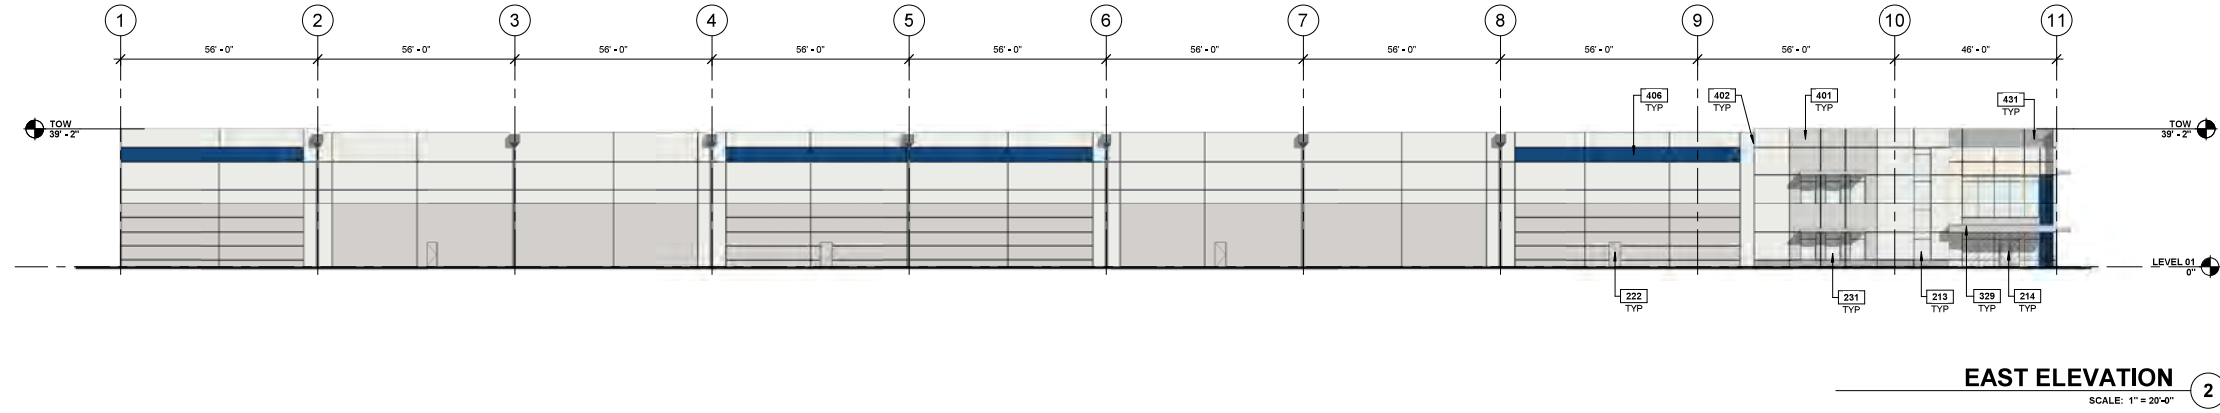 1 2 3 4 5 6 7 8 9 10 11
56' - 0" 56' - 0" 56' - 0" 56' - 0" 56' - 0" 56' - 0" 56' - 0" 56' - 0" 56' - 0" 46' - 0"
406 402 401 431
TYP TYP TYP TYP
TOW TOW
39' - 2" 39' - 2"
LEVEL 01
0"
222 231 213 329 214
TYP TYP TYP TYP TYP
EAST ELEVATION 2
SCALE: 1" = 20'-0"